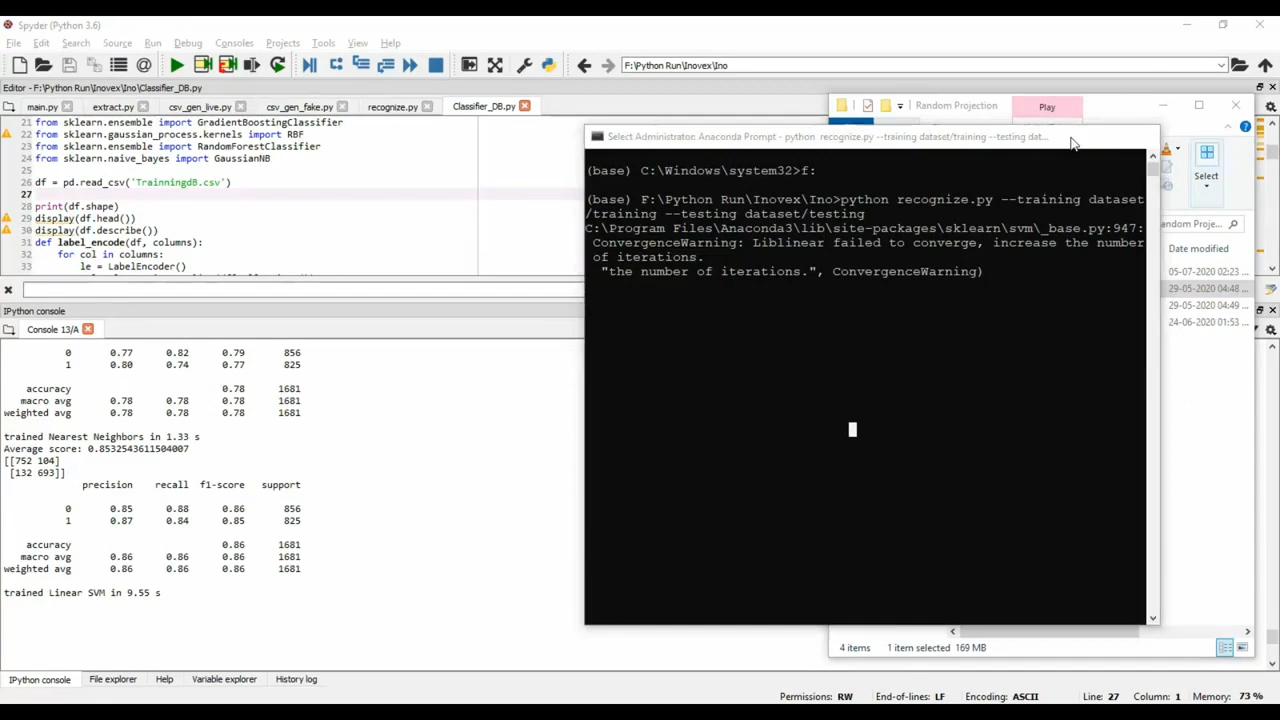 Spyder (Python 3.6)
File Edit Search Source Run Debug Consoles Projects Tools View Help
F:\Python Run\Inovex\Ino
Editor - F:\Python Run\Inovex\Ino\Classifier_DB.py
main.py extract.py csv_gen_live.py csv_gen_fake.py recognize.py Classifier_DB.py
21 from sklearn.ensemble import GradientBoostingClassifier
22 from sklearn.gaussian_process.kernels import RBF
23 from sklearn.ensemble import RandomForestClassifier
24 from sklearn.naive_bayes import GaussianNB
25
26 df = pd.read_csv('TrainningdB.csv')
27
28 print(df.shape)
29 display(df.head())
30 display(df.describe())
31 def label_encode(df, columns):
32 for col in columns:
33 le = LabelEncoder()
IPython console
Console 13/A
0 0.77 0.82 0.79 856
1 0.80 0.74 0.77 825
accuracy 0.78 1681
macro avg 0.78 0.78 0.78 1681
weighted avg 0.78 0.78 0.78 1681
trained Nearest Neighbors in 1.33 s
Average score: 0.8532543611504007
[[752 104]
[132 693]]
precision recall f1-score support
0 0.85 0.88 0.86 856
1 0.87 0.84 0.85 825
accuracy 0.86 1681
macro avg 0.86 0.86 0.86 1681
weighted avg 0.86 0.86 0.86 1681
trained Linear SVM in 9.55 s
Random Projection
Play
Select Administrator: Anaconda Prompt - python recognize.py --training dataset/training --testing dat...
(base) C:\Windows\system32>f:
(base) F:\Python Run\Inovex\Ino>python recognize.py --training dataset
/training --testing dataset/testing
C:\Program Files\Anaconda3\lib\site-packages\sklearn\svm\_base.py:947:
ConvergenceWarning: Liblinear failed to converge, increase the number
of iterations.
"the number of iterations.", ConvergenceWarning)
Select
Random Proje...
Date modified
05-07-2020 02:23 ...
29-05-2020 04:48 ...
29-05-2020 04:49 ...
24-06-2020 01:53 ...
4 items 1 item selected 169 MB
IPython console File explorer Help Variable explorer History log
Permissions: RW End-of-lines: LF Encoding: ASCII Line: 27 Column: 1 Memory: 73 %